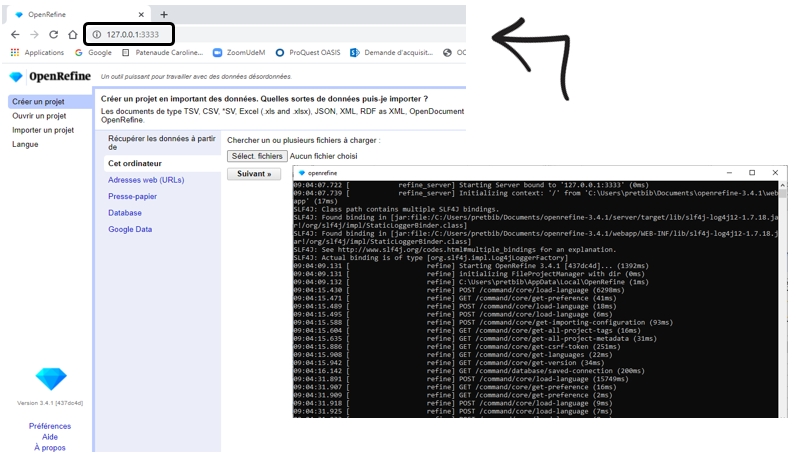 OpenRefine
127.0.0.1:3333
Applications Google Patenaude Caroline... ZoomUdeM ProQuest OASIS Demande d'acquisit... OC
OpenRefine Un outil puissant pour travailler avec des données désordonnées.
Créer un projet
Ouvrir un projet
Importer un projet
Langue
Créer un projet en important des données. Quelles sortes de données puis-je importer ?
Les documents de type TSV, CSV, *SV, Excel (.xls and .xlsx), JSON, XML, RDF as XML, OpenDocument
OpenRefine.
Récupérer les données à partir
de
Cet ordinateur
Adresses web (URLs)
Presse-papier
Database
Google Data
Chercher un ou plusieurs fichiers à charger :
Sélect. fichiers Aucun fichier choisi
Suivant »
openrefine
09:04:07.722 [ refine_server] Starting Server bound to '127.0.0.1:3333' (0ms)
09:04:07.739 [ refine_server] Initializing context: '/' from 'C:\Users\pretbib\Documents\openrefine-3.4.1\web
app' (17ms)
SLF4J: Class path contains multiple SLF4J bindings.
SLF4J: Found binding in [jar:file:/C:/Users/pretbib/Documents/openrefine-3.4.1/server/target/lib/slf4j-log4j12-1.7.18.ja
r!/org/slf4j/impl/StaticLoggerBinder.class]
SLF4J: Found binding in [jar:file:/C:/Users/pretbib/Documents/openrefine-3.4.1/webapp/WEB-INF/lib/slf4j-log4j12-1.7.18.j
ar!/org/slf4j/impl/StaticLoggerBinder.class]
SLF4J: See http://www.slf4j.org/codes.html#multiple_bindings for an explanation.
SLF4J: Actual binding is of type [org.slf4j.impl.Log4jLoggerFactory]
09:04:09.131 [ refine] Starting OpenRefine 3.4.1 [437dc4d]... (1392ms)
09:04:09.131 [ refine] initializing FileProjectManager with dir (0ms)
09:04:09.132 [ refine] C:\Users\pretbib\AppData\Local\OpenRefine (1ms)
09:04:15.430 [ refine] POST /command/core/load-language (6298ms)
09:04:15.471 [ refine] GET /command/core/get-preference (41ms)
09:04:15.489 [ refine] POST /command/core/load-language (18ms)
09:04:15.495 [ refine] POST /command/core/load-language (6ms)
09:04:15.588 [ refine] POST /command/core/get-importing-configuration (93ms)
09:04:15.604 [ refine] GET /command/core/get-all-project-tags (16ms)
09:04:15.635 [ refine] GET /command/core/get-all-project-metadata (31ms)
09:04:15.886 [ refine] GET /command/core/get-csrf-token (251ms)
09:04:15.908 [ refine] GET /command/core/get-languages (22ms)
09:04:15.942 [ refine] GET /command/core/get-version (34ms)
09:04:16.142 [ refine] GET /command/database/saved-connection (200ms)
09:04:31.891 [ refine] POST /command/core/load-language (15749ms)
09:04:31.907 [ refine] GET /command/core/get-preference (16ms)
09:04:31.909 [ refine] GET /command/core/get-preference (2ms)
09:04:31.918 [ refine] POST /command/core/load-language (9ms)
09:04:31.925 [ refine] POST /command/core/load-language (7ms)
Version 3.4.1 [437dc4d]
Préférences
Aide
À propos